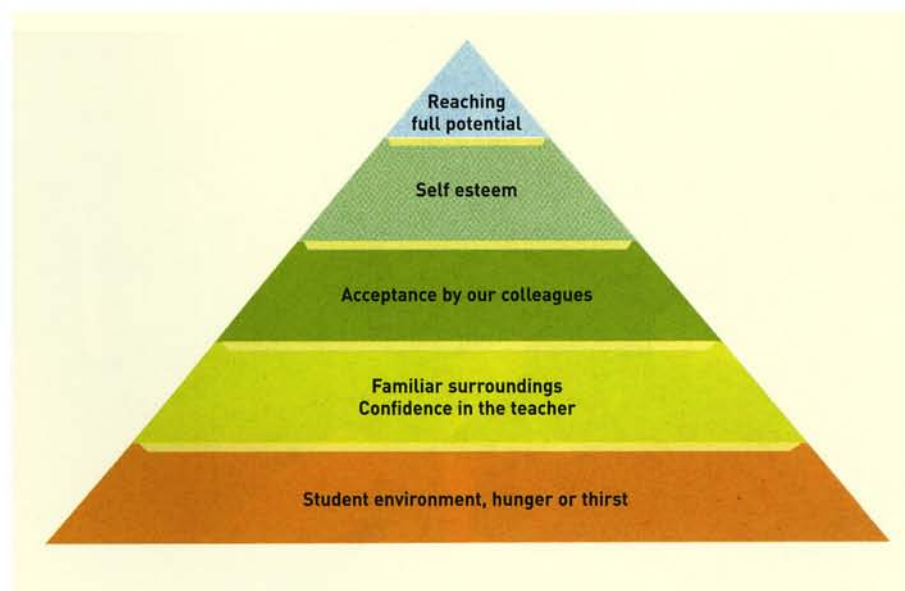 Reaching
full potential
Self esteem
Acceptance by our colleagues
Familiar surroundings
Confidence in the teacher
Student environment, hunger or thirst